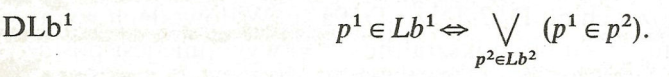 DLb¹ p¹ ∈ Lb¹ ⇔ ⋁ (p¹ ∈ p²).
p²∈Lb²